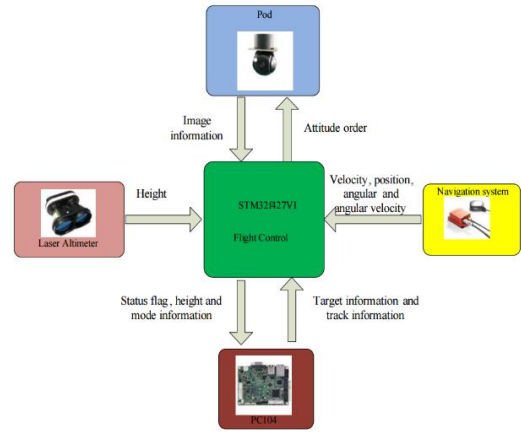 Pod
Image
information
Attitude order
Height
STM32f427VI
Flight Control
Velocity, position,
angular and
angular velocity
Laser Altimeter
Navigation system
Status flag, height and
mode information
Target information and
track information
PC104